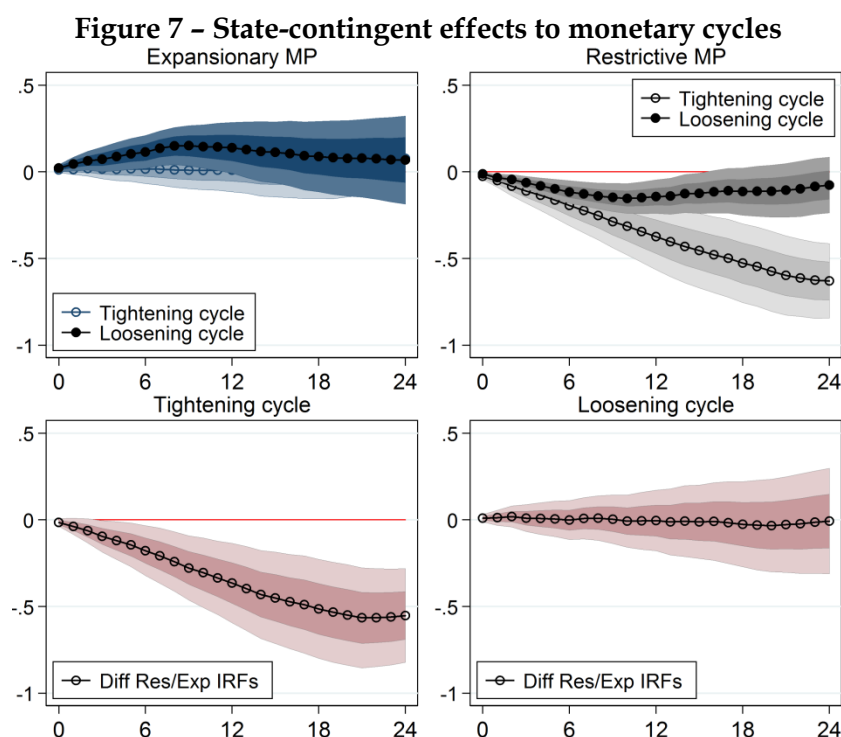 Figure 7 – State-contingent effects to monetary cycles
Expansionary MP
.5
0
-.5
-1
Tightening cycle
Loosening cycle
0 6 12 18 24
Restrictive MP
.5
0
-.5
-1
Tightening cycle
Loosening cycle
0 6 12 18 24
Tightening cycle
.5
0
-.5
-1
Diff Res/Exp IRFs
0 6 12 18 24
Loosening cycle
.5
0
-.5
-1
Diff Res/Exp IRFs
0 6 12 18 24